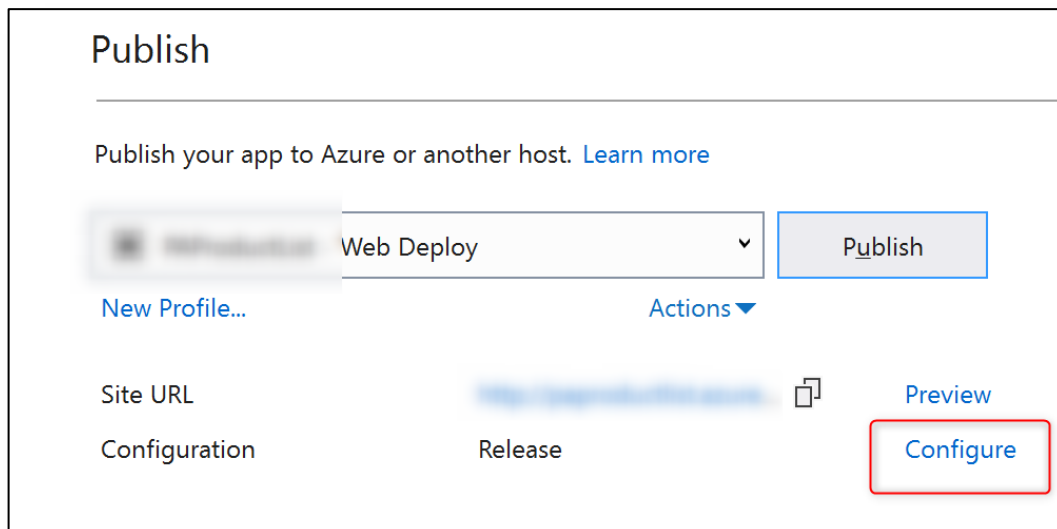 Publish
Publish your app to Azure or another host. Learn more
Web Deploy
Publish
New Profile...
Actions
Site URL
Preview
Configuration
Release
Configure